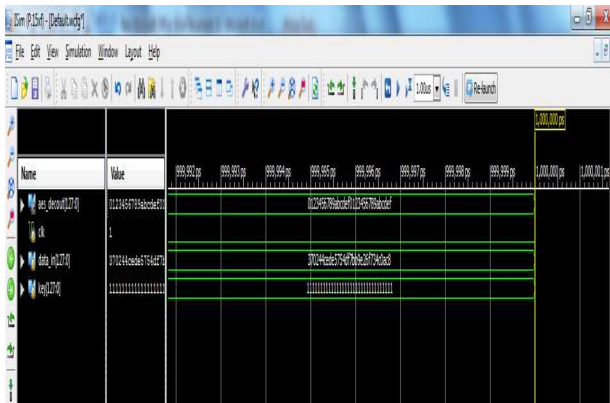 ISim (P.15xf) - [Default.wcfg*]
File Edit View Simulation Window Layout Help
1.00us Re-launch
1,000,000 ps
999,992 ps 999,993 ps 999,994 ps 999,995 ps 999,996 ps 999,997 ps 999,998 ps 999,999 ps 1,000,000 ps 1,000,001 ps
Name Value
aes_decout[127:0] 0123456789abcdef01 0123456789abcdef0123456789abcdef
clk 1
data_in[127:0]
key[127:0] 11111111111111111111111111111111